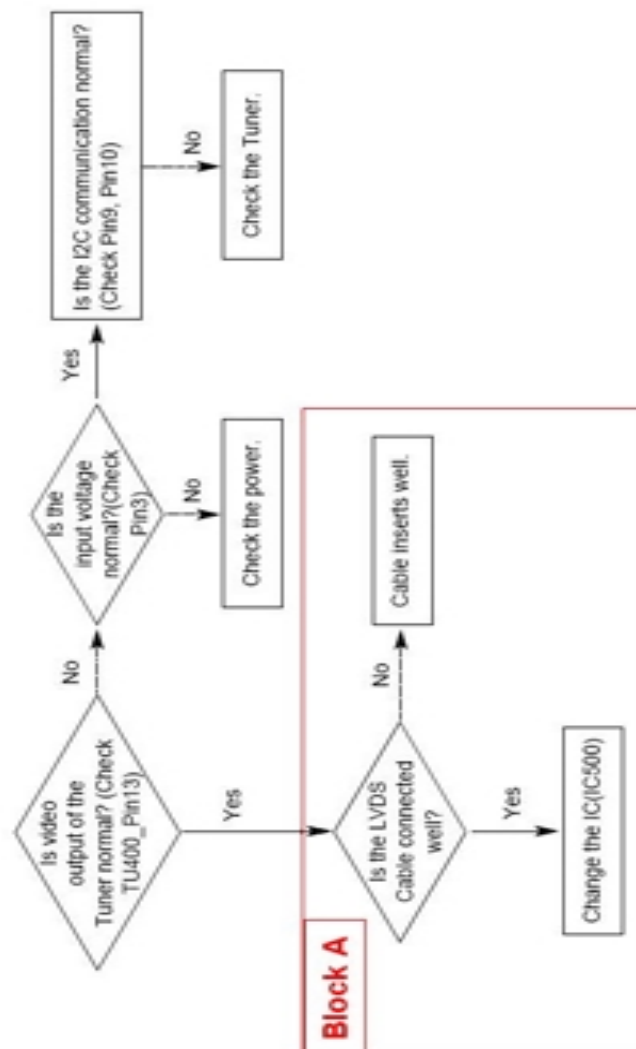 Is video
output of the
Tuner normal? (Check
TU400_Pin13)
No
Is the
input voltage
normal?(Check
Pin3)
Yes
Is the I2C communication normal?
(Check Pin9, Pin10)
No
Check the power.
No
Check the Tuner.
Yes
Block A
Is the LVDS
Cable connected
well?
No
Cable inserts well.
Yes
Change the IC(IC500)